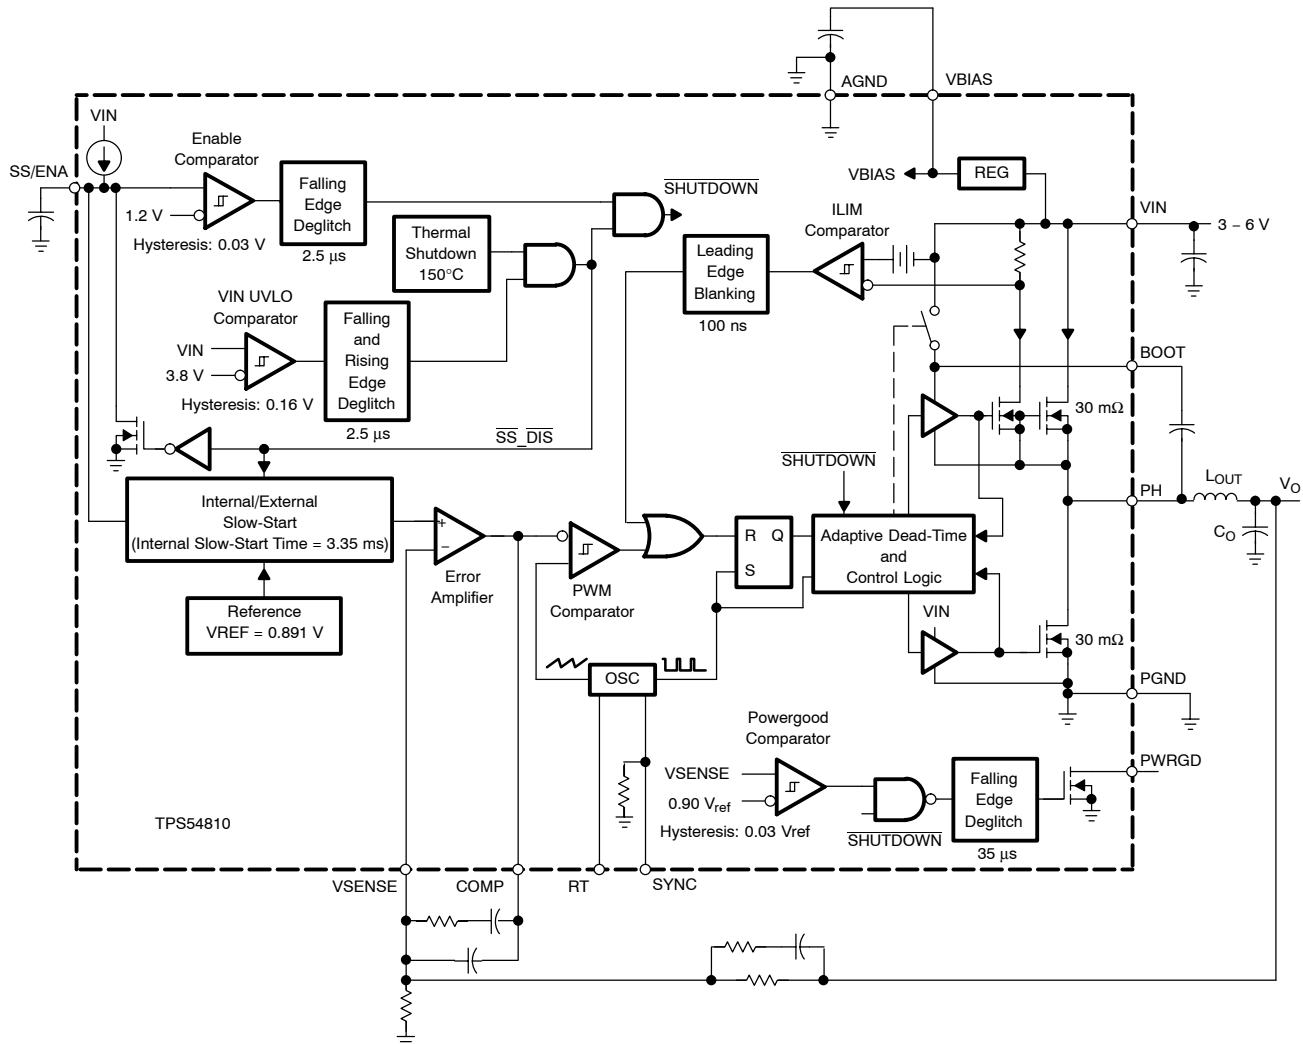 AGND
VBIAS
VIN
SS/ENA
Enable
Comparator
1.2 V
Hysteresis: 0.03 V
Falling
Edge
Deglitch
2.5 μs
SHUTDOWN
VBIAS
REG
VIN
3 – 6 V
ILIM
Comparator
Thermal
Shutdown
150°C
Leading
Edge
Blanking
100 ns
VIN UVLO
Comparator
VIN
3.8 V
Hysteresis: 0.16 V
Falling
and
Rising
Edge
Deglitch
2.5 μs
SS_DIS
BOOT
30 mΩ
SHUTDOWN
PH
LOUT
VO
CO
Internal/External
Slow-Start
(Internal Slow-Start Time = 3.35 ms)
+
−
Error
Amplifier
Reference
VREF = 0.891 V
PWM
Comparator
R Q
S
Adaptive Dead-Time
and
Control Logic
VIN
30 mΩ
OSC
PGND
Powergood
Comparator
VSENSE
0.90 Vref
Hysteresis: 0.03 Vref
SHUTDOWN
Falling
Edge
Deglitch
35 μs
PWRGD
TPS54810
VSENSE
COMP
RT
SYNC